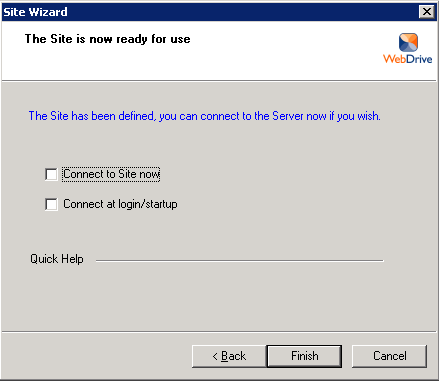 Site Wizard
The Site is now ready for use
WebDrive
The Site has been defined, you can connect to the Server now if you wish.
Connect to Site now
Connect at login/startup
Quick Help
< Back
Finish
Cancel